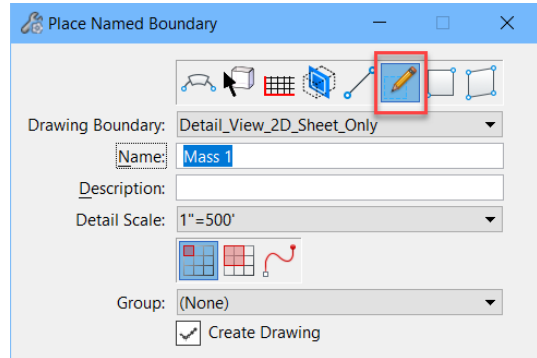 Place Named Boundary
Drawing Boundary: Detail_View_2D_Sheet_Only
Name: Mass 1
Description:
Detail Scale: 1"=500'
Group: (None)
Create Drawing